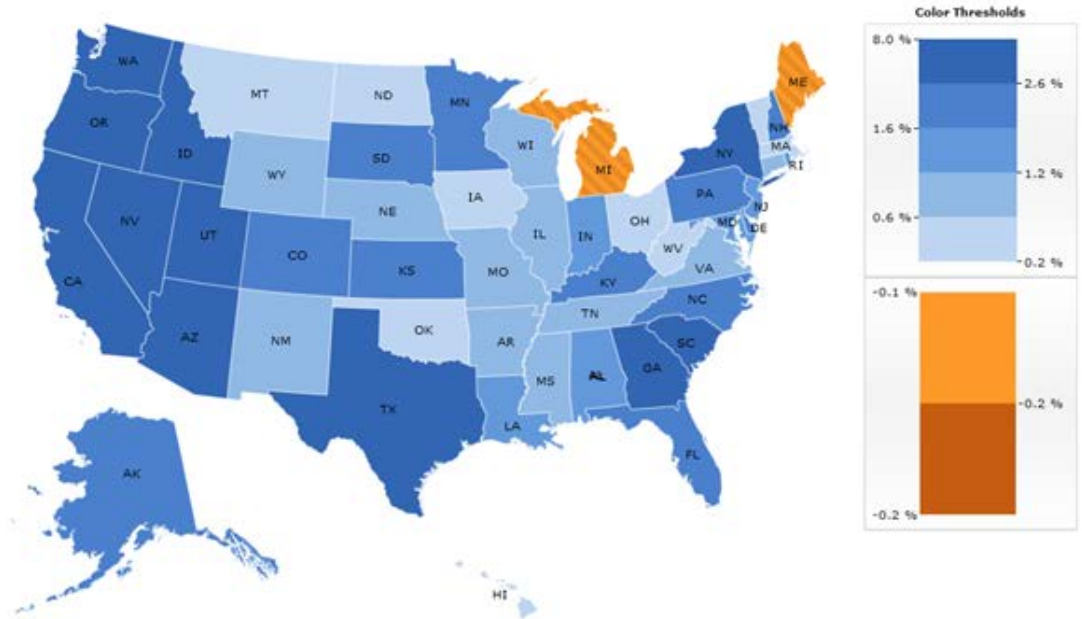 Color Thresholds
8.0 %
2.6 %
1.6 %
1.2 %
0.6 %
0.2 %
-0.1 %
-0.2 %
-0.2 %
WA
MT
ND
MN
ME
OR
ID
SD
WI
MI
NY
NH
MA
RI
WY
IA
PA
NJ
NV
UT
NE
IL
IN
OH
MD
DE
CA
CO
KS
MO
KY
WV
VA
AZ
NM
OK
AR
TN
NC
SC
TX
LA
MS
AL
GA
FL
AK
HI